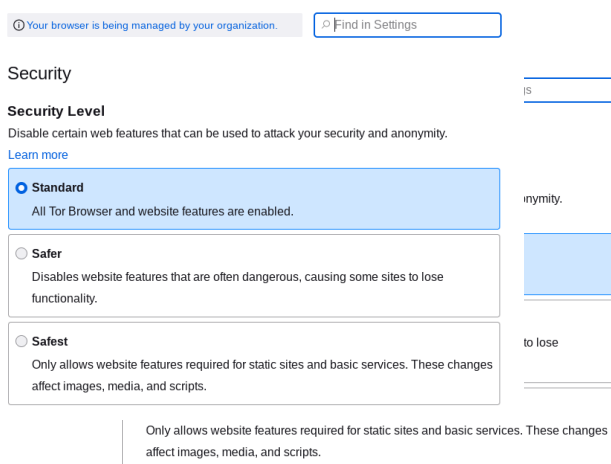 Your browser is being managed by your organization.
Find in Settings
Security
gs
Security Level
Disable certain web features that can be used to attack your security and anonymity.
Learn more
Standard
onymity.
All Tor Browser and website features are enabled.
Safer
Disables website features that are often dangerous, causing some sites to lose
functionality.
Safest
to lose
Only allows website features required for static sites and basic services. These changes
affect images, media, and scripts.
Only allows website features required for static sites and basic services. These changes
affect images, media, and scripts.